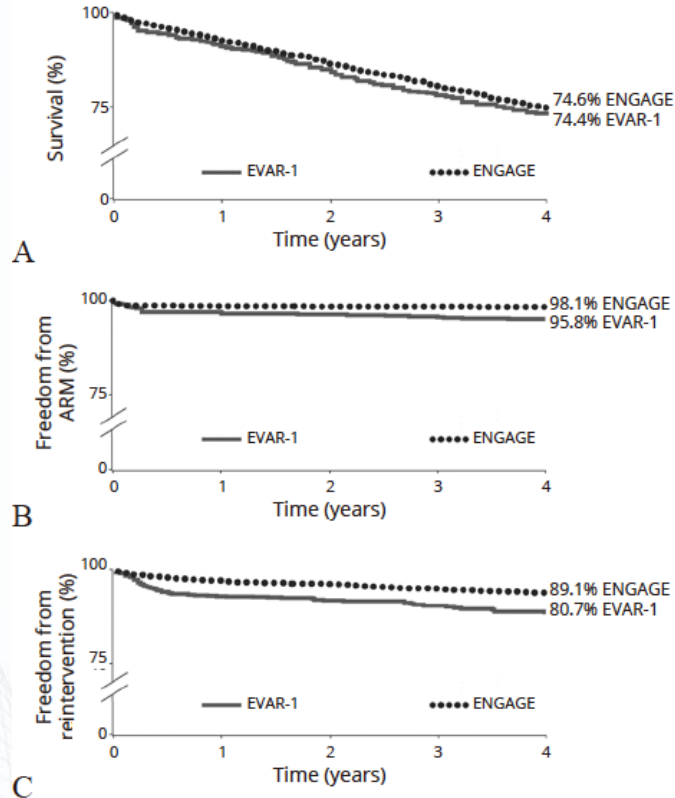 100
Survival (%)
75
74.6% ENGAGE
74.4% EVAR-1
EVAR-1
ENGAGE
0
0 1 2 3 4
Time (years)
A
100
Freedom from
ARM (%)
98.1% ENGAGE
95.8% EVAR-1
75
EVAR-1
ENGAGE
0
0 1 2 3 4
Time (years)
B
100
Freedom from
reintervention (%)
89.1% ENGAGE
80.7% EVAR-1
75
EVAR-1
ENGAGE
0
0 1 2 3 4
Time (years)
C